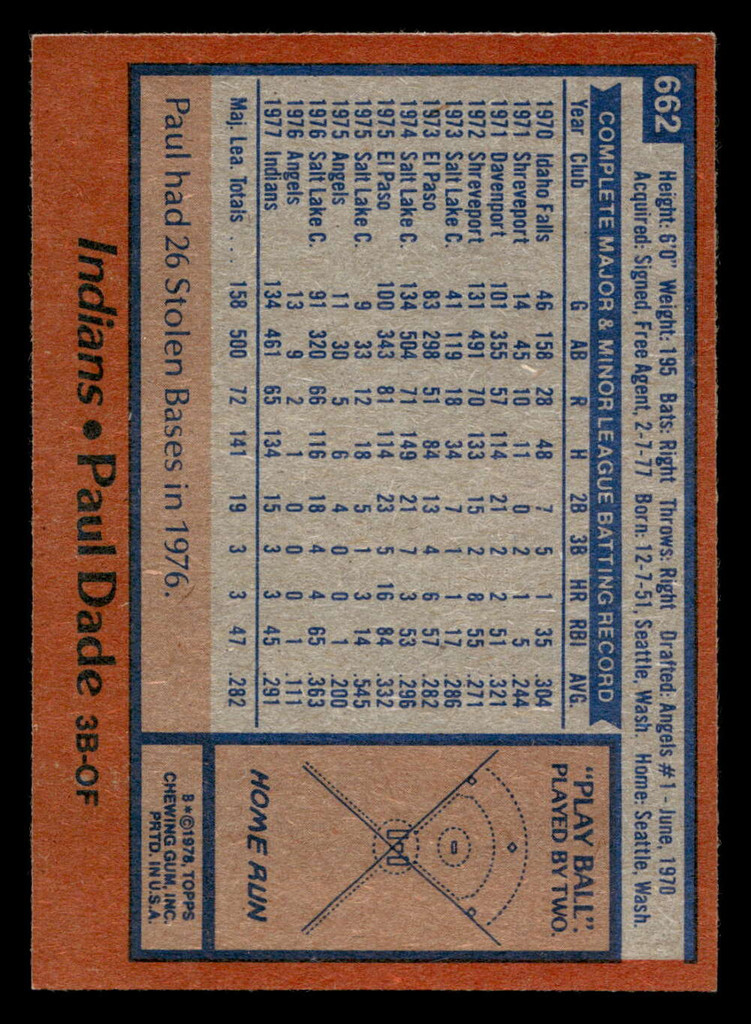 662
Height: 6'0" Weight: 195 Bats: Right Throws: Right Drafted: Angels #1 - June, 1970
Acquired: Signed, Free Agent, 2-7-77 Born: 12-7-51, Seattle, Wash. Home: Seattle, Wash.
COMPLETE MAJOR & MINOR LEAGUE BATTING RECORD
Year Club G AB R H 2B 3B HR RBI AVG.
1970 Idaho Falls 46 158 28 48 7 5 1 35 .304
1971 Shreveport 14 45 10 11 0 2 1 5 .244
1971 Davenport 101 355 57 114 21 2 2 51 .321
1972 Shreveport 131 491 70 133 15 2 8 55 .271
1973 Salt Lake C. 41 119 18 34 7 1 1 17 .286
1973 El Paso 83 298 51 84 13 4 6 57 .282
1974 Salt Lake C. 134 504 71 149 21 7 3 53 .296
1975 El Paso 100 343 81 114 23 5 16 84 .332
1975 Salt Lake C. 9 33 12 18 5 1 3 14 .545
1975 Angels 11 30 5 6 4 0 0 1 .200
1976 Salt Lake C. 91 320 66 116 18 4 4 65 .363
1976 Angels 13 9 2 1 0 0 0 1 .111
1977 Indians 134 461 65 134 15 3 3 45 .291
Maj. Lea. Totals ... 158 500 72 141 19 3 3 47 .282
Paul had 26 Stolen Bases in 1976.
"PLAY BALL".
PLAYED BY TWO.
HOME RUN
B*©1978, TOPPS
CHEWING GUM, INC.
PRTD. IN U.S.A.
Indians • Paul Dade 3B-OF